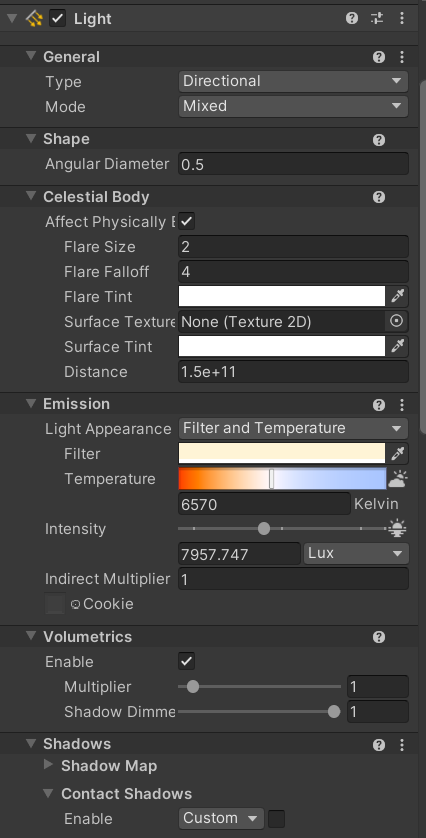 Light
General
Type Directional
Mode Mixed
Shape
Angular Diameter 0.5
Celestial Body
Affect Physically B
Flare Size 2
Flare Falloff 4
Flare Tint
Surface Texture None (Texture 2D)
Surface Tint
Distance 1.5e+11
Emission
Light Appearance Filter and Temperature
Filter
Temperature
6570 Kelvin
Intensity
7957.747 Lux
Indirect Multiplier 1
Cookie
Volumetrics
Enable
Multiplier 1
Shadow Dimme 1
Shadows
Shadow Map
Contact Shadows
Enable Custom